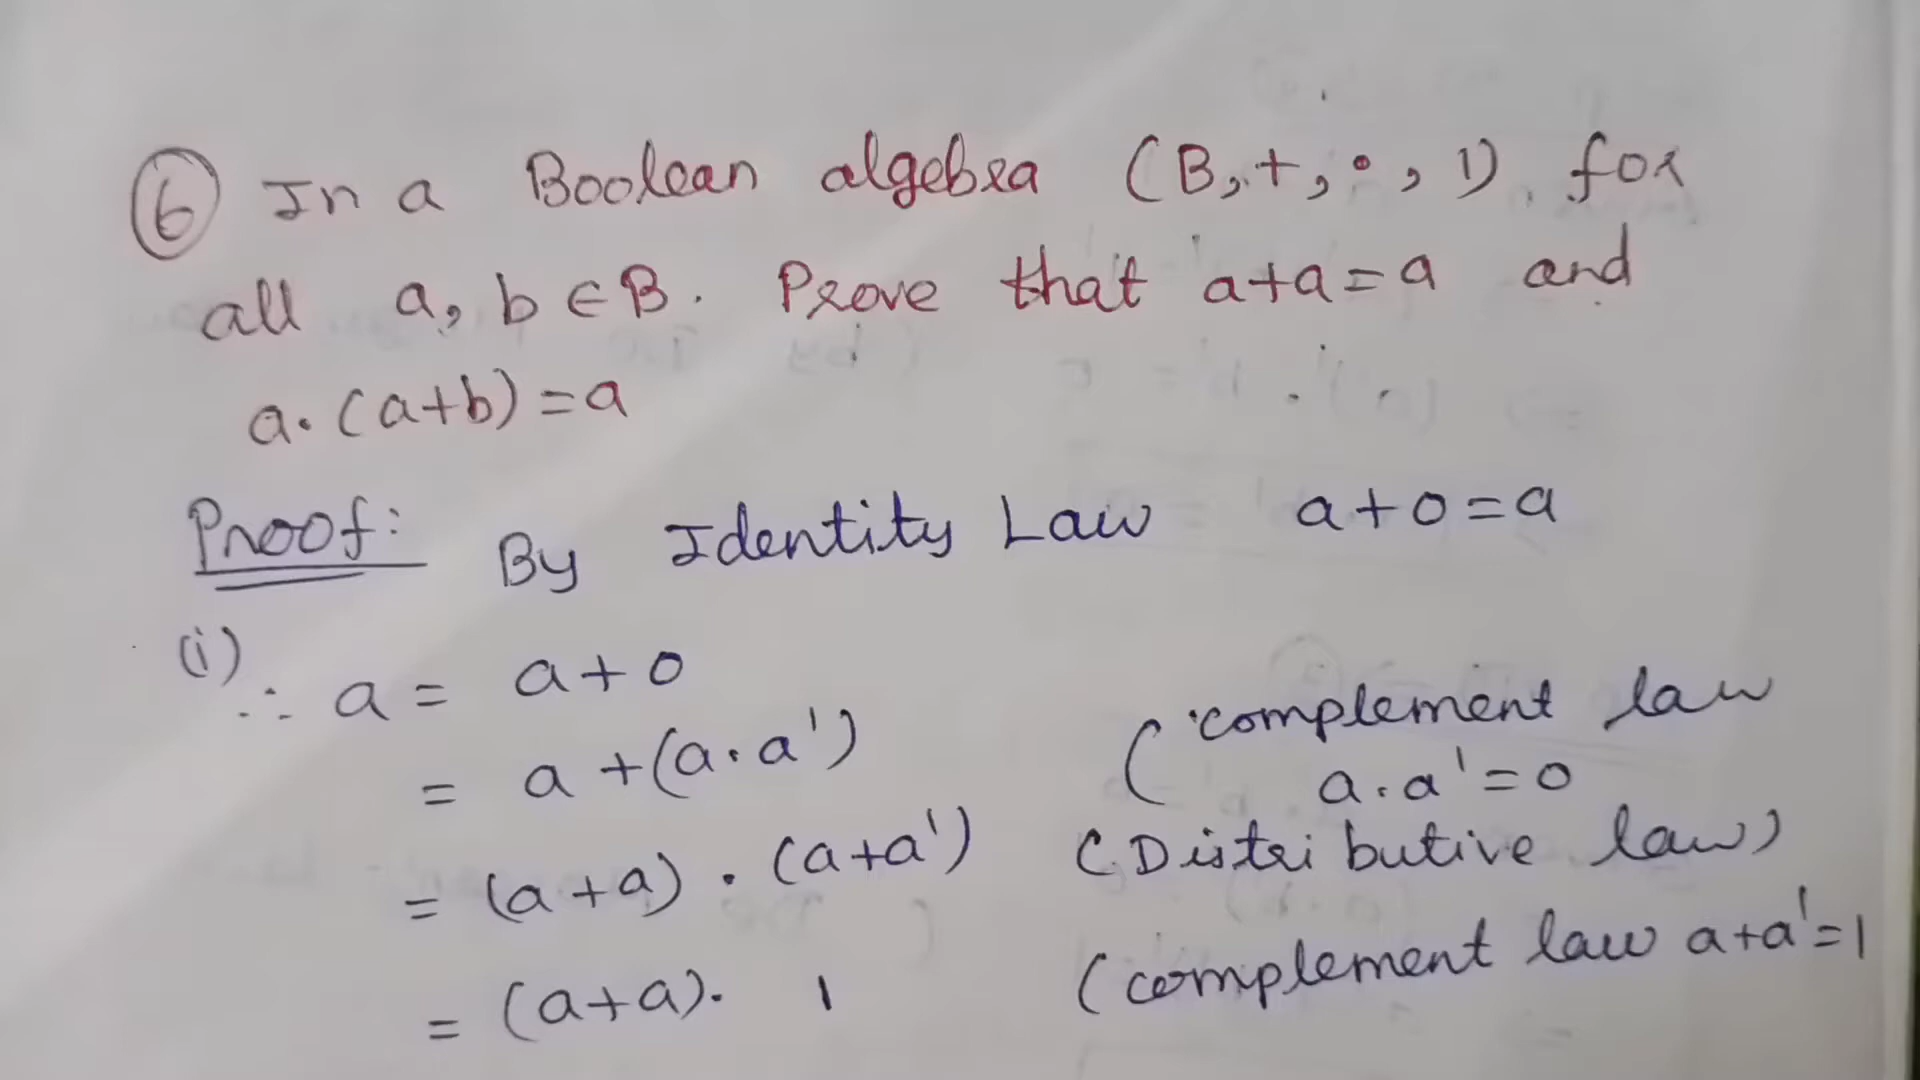 6 In a Boolean algebra (B, +, •, 1) for
all a, b ∈ B. Prove that a+a=a and
a.(a+b)=a
Proof: By Identity Law a+0=a
(i)
∴ a = a+0
= a+(a.a') (complement law
a.a'=0
= (a+a).(a+a') (Distributive law)
= (a+a). 1 (complement law a+a'=1